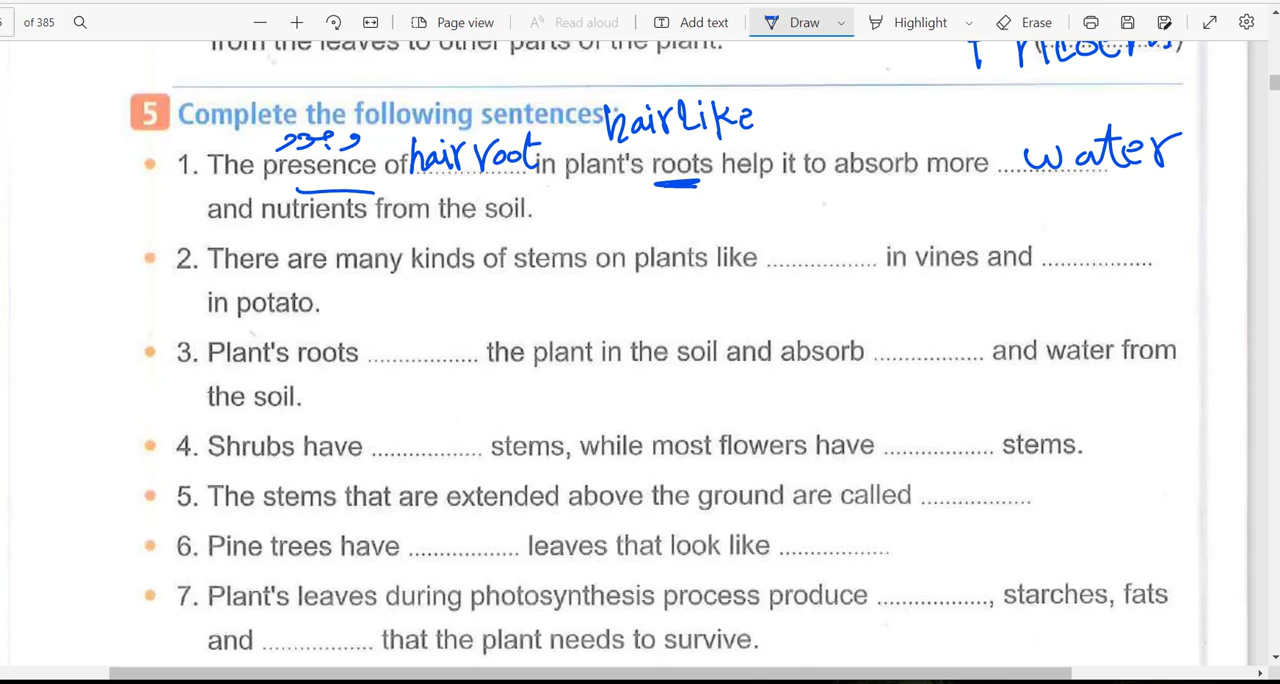 of 385 Page view Read aloud Add text Draw Highlight Erase
from the leaves to other parts of the plant. (.............)
5 Complete the following sentences:
hairlike
وجود
1. The presence of hair root in plant's roots help it to absorb more water
and nutrients from the soil.
2. There are many kinds of stems on plants like ................ in vines and ................
in potato.
3. Plant's roots ................ the plant in the soil and absorb ................ and water from
the soil.
4. Shrubs have ................ stems, while most flowers have ................ stems.
5. The stems that are extended above the ground are called ................
6. Pine trees have ................ leaves that look like ................
7. Plant's leaves during photosynthesis process produce ................, starches, fats
and ................ that the plant needs to survive.